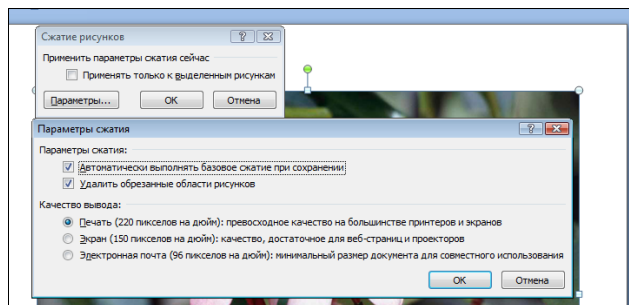 Сжатие рисунков
Применить параметры сжатия сейчас
Применять только к выделенным рисункам
Параметры... ОК Отмена
Параметры сжатия
Параметры сжатия:
Автоматически выполнять базовое сжатие при сохранении
Удалить обрезанные области рисунков
Качество вывода:
Печать (220 пикселов на дюйм): превосходное качество на большинстве принтеров и экранов
Экран (150 пикселов на дюйм): качество, достаточное для веб-страниц и проекторов
Электронная почта (96 пикселов на дюйм): минимальный размер документа для совместного использования
ОК Отмена